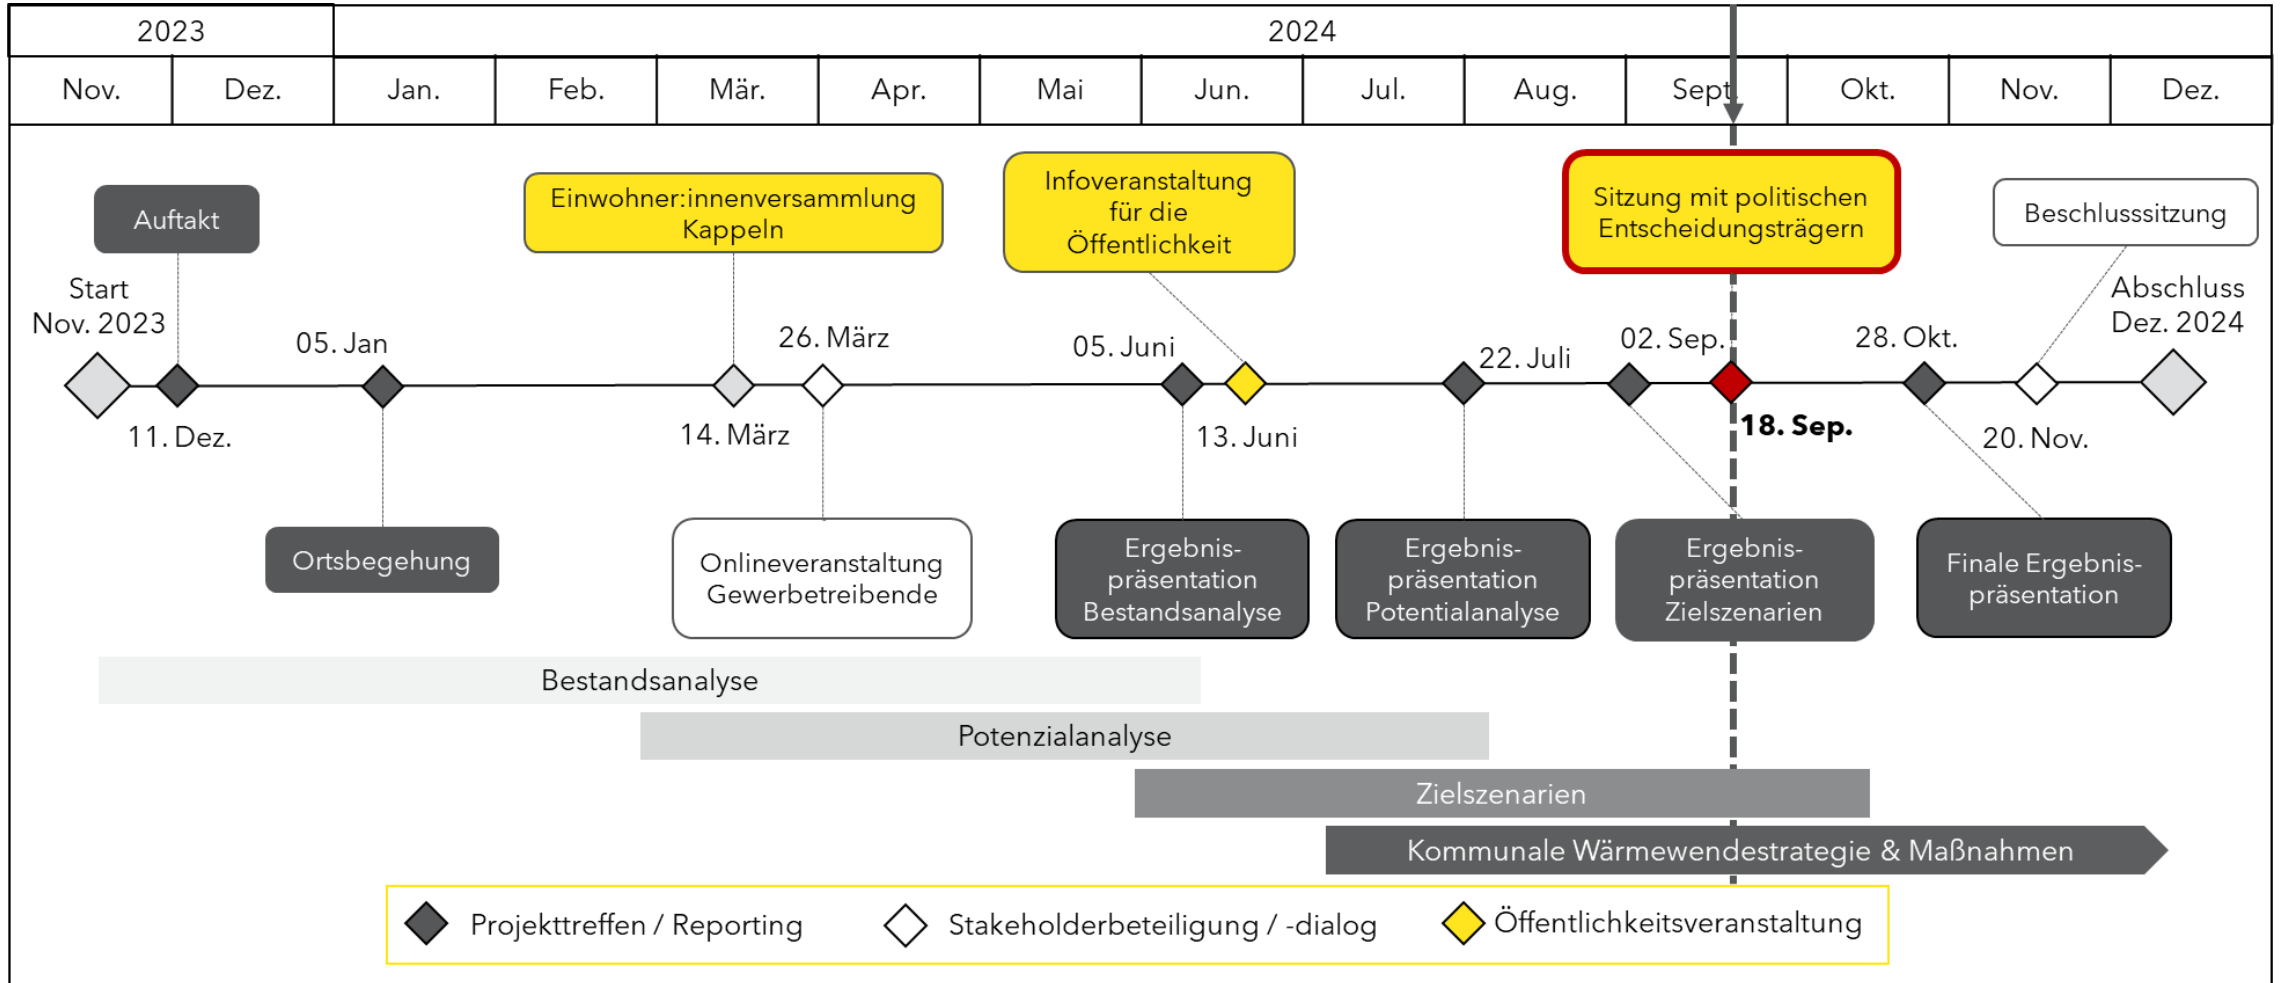 2023
2024
Nov.
Dez.
Jan.
Feb.
Mär.
Apr.
Mai
Jun.
Jul.
Aug.
Sept.
Okt.
Nov.
Dez.
Auftakt
Einwohner:innenversammlung
Kappeln
Infoveranstaltung
für die
Öffentlichkeit
Sitzung mit politischen
Entscheidungsträgern
Beschlusssitzung
Start
Nov. 2023
05. Jan
26. März
05. Juni
22. Juli
02. Sep.
28. Okt.
Abschluss
Dez. 2024
11. Dez.
14. März
13. Juni
18. Sep.
20. Nov.
Ortsbegehung
Onlineveranstaltung
Gewerbetreibende
Ergebnis-
präsentation
Bestandsanalyse
Ergebnis-
präsentation
Potentialanalyse
Ergebnis-
präsentation
Zielszenarien
Finale Ergebnis-
präsentation
Bestandsanalyse
Potenzialanalyse
Zielszenarien
Kommunale Wärmewendestrategie & Maßnahmen
Projekttreffen / Reporting
Stakeholderbeteiligung / -dialog
Öffentlichkeitsveranstaltung